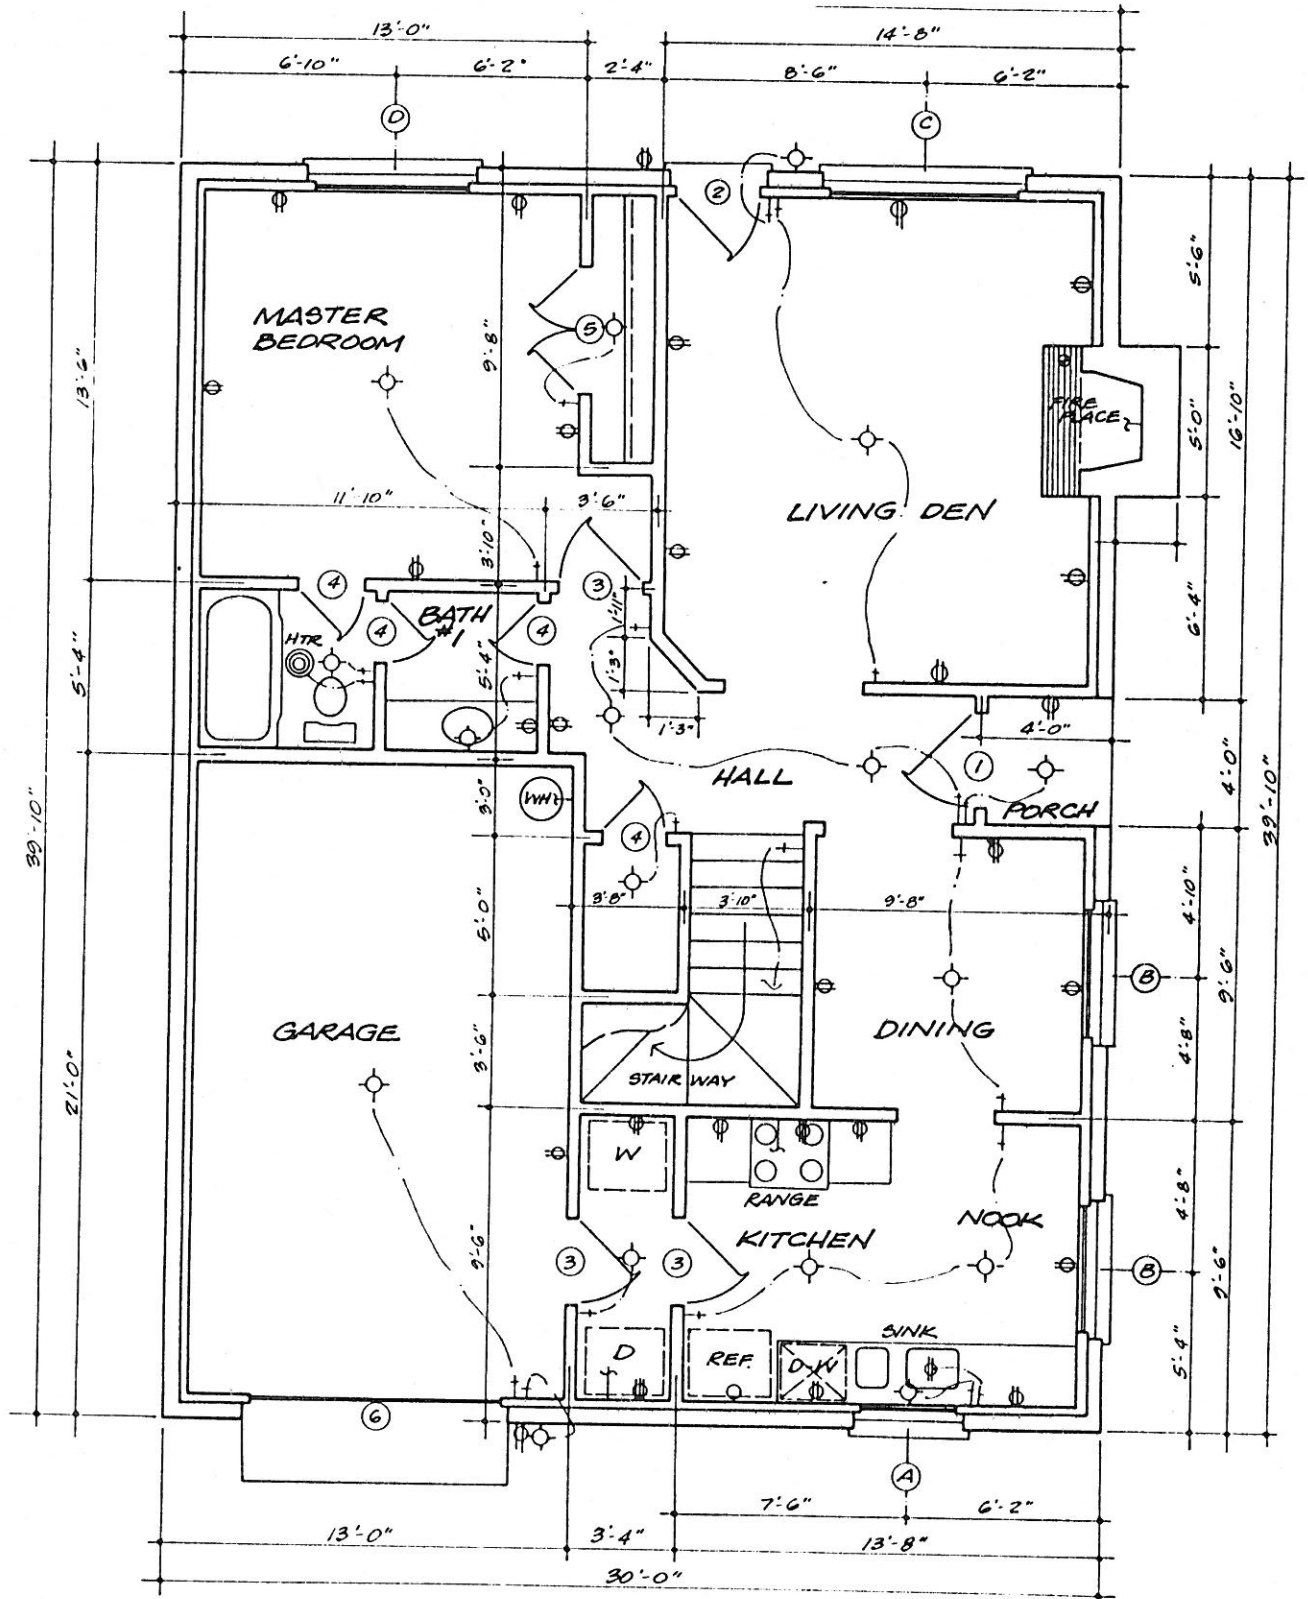 13'-0"
14'-8"
6'-10"
6'-2"
2'-4"
8'-6"
6'-2"
D
C
2
5'-6"
MASTER
BEDROOM
5
9'-8"
13'-6"
FIRE
PLACE
5'-0"
16'-10"
11'-10"
3'-6"
LIVING DEN
3'-10"
4
3
BATH
#1
4
4
HTR
1'-11"
6'-4"
5'-4"
5'-4"
1'-3"
1'-3"
4'-0"
HALL
1
4'-0"
WH
3'-0"
PORCH
39'-10"
39'-10"
4
3'-8"
3'-10"
9'-8"
4'-10"
5'-0"
B
9'-6"
GARAGE
DINING
3'-6"
4'-8"
21'-0"
STAIRWAY
W
RANGE
4'-8"
NOOK
KITCHEN
9'-6"
3
3
B
9'-6"
SINK
D
REF.
D-W
5'-4"
6
A
7'-6"
6'-2"
13'-0"
3'-4"
13'-8"
30'-0"